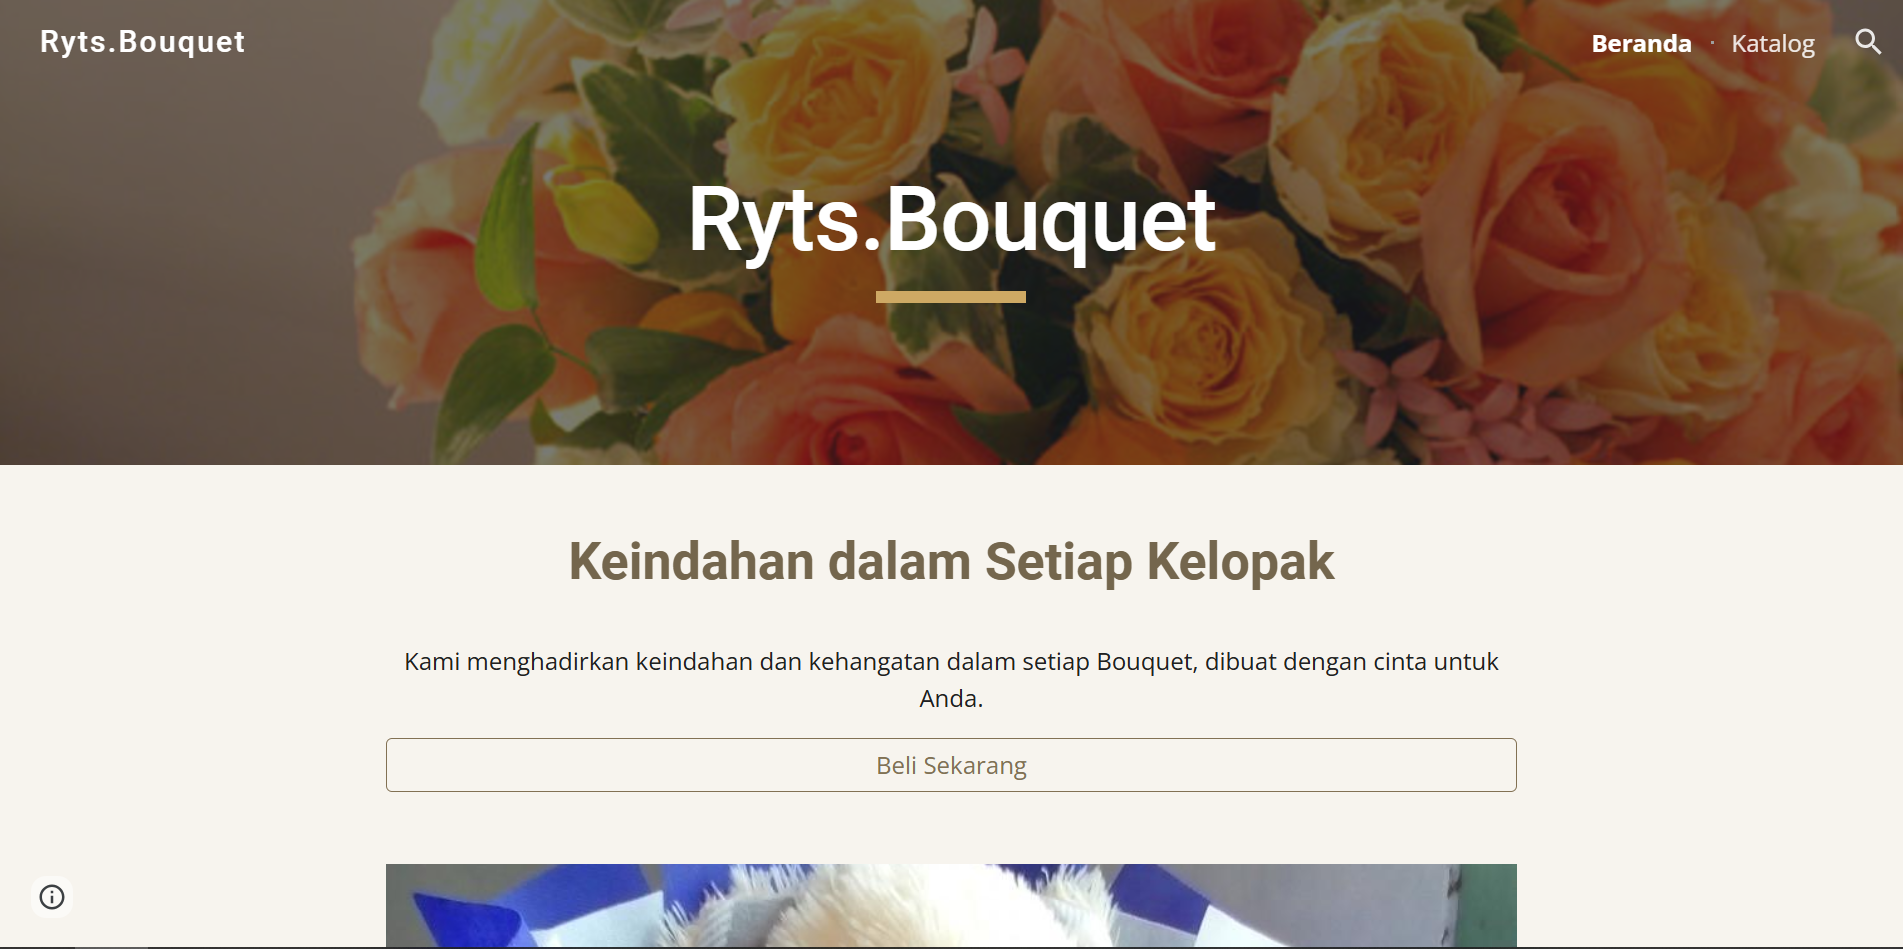 Ryts.Bouquet
Beranda · Katalog
Ryts.Bouquet
Keindahan dalam Setiap Kelopak
Kami menghadirkan keindahan dan kehangatan dalam setiap Bouquet, dibuat dengan cinta untuk
Anda.
Beli Sekarang